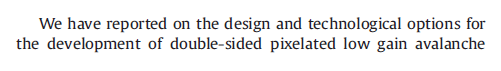 We have reported on the design and technological options for
the development of double-sided pixelated low gain avalanche